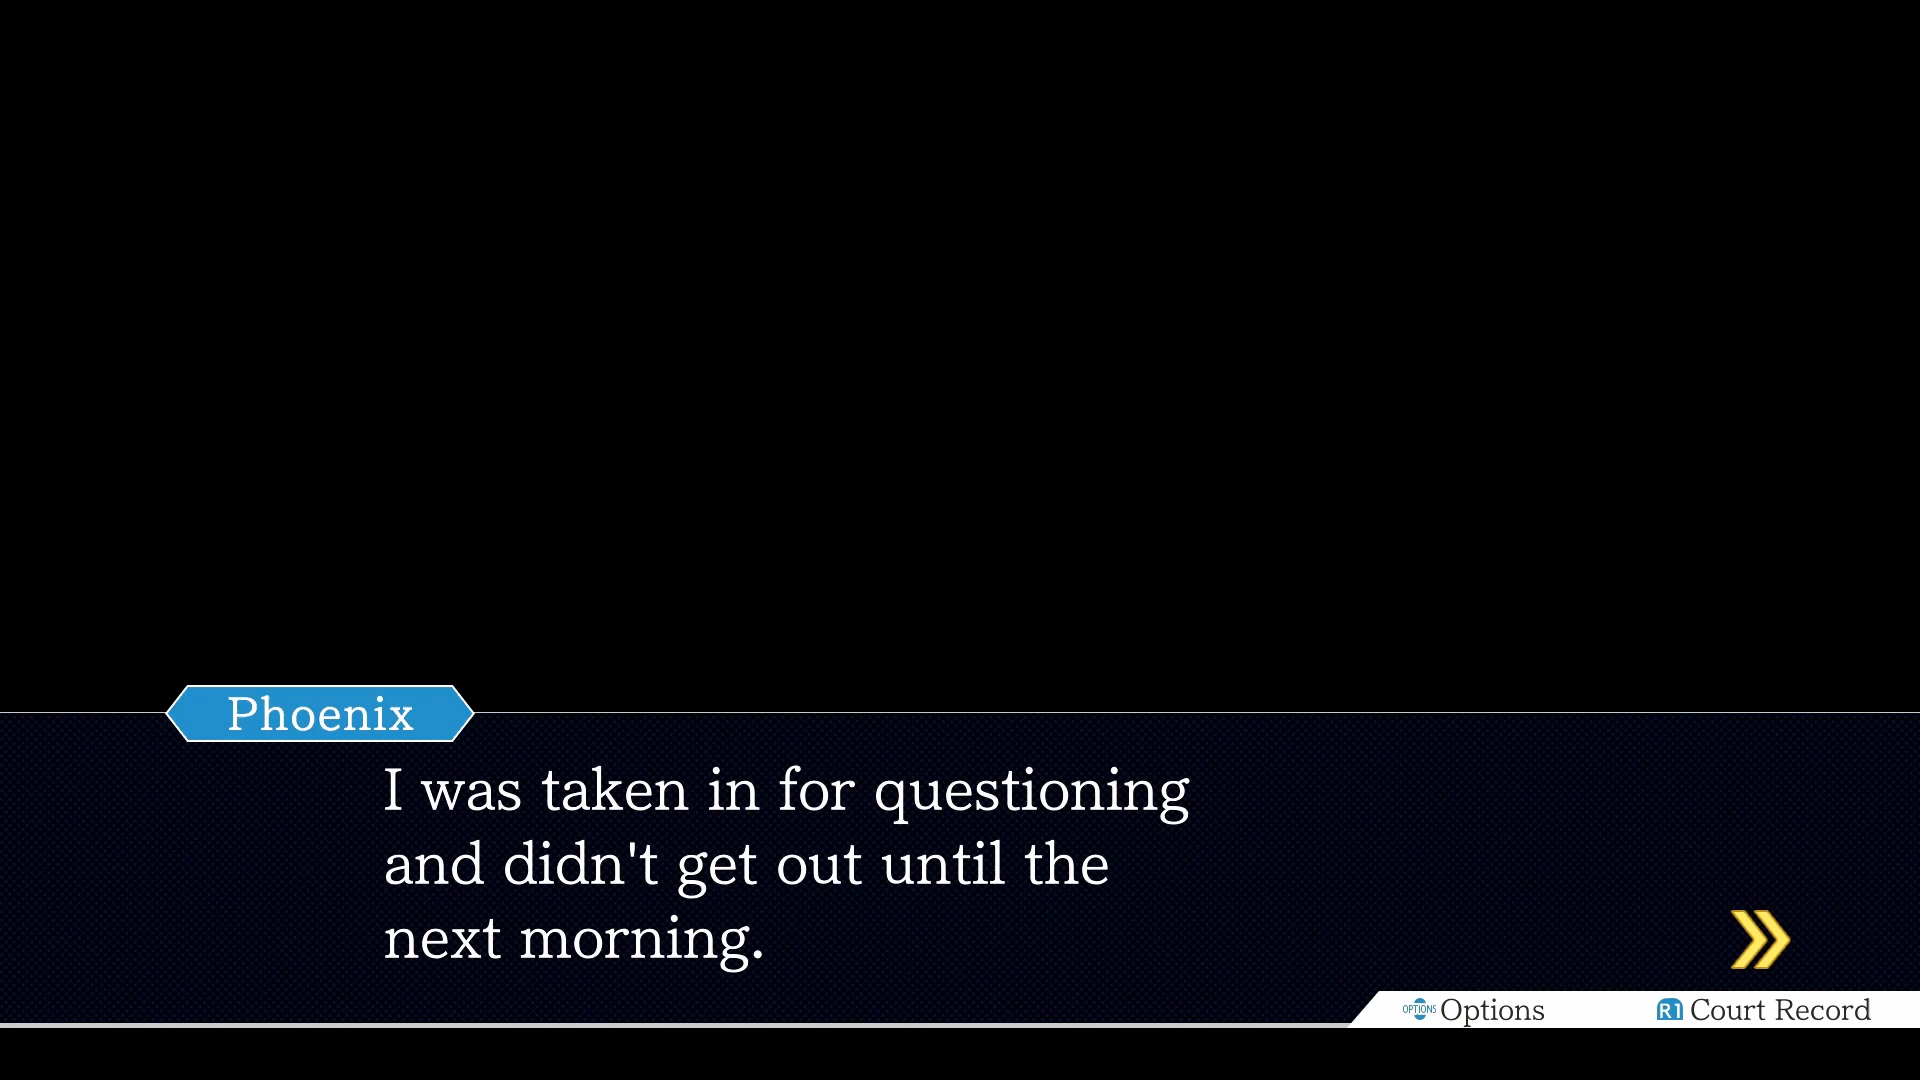 Phoenix
I was taken in for questioning
and didn't get out until the
next morning.
OPTIONS Options
R1 Court Record